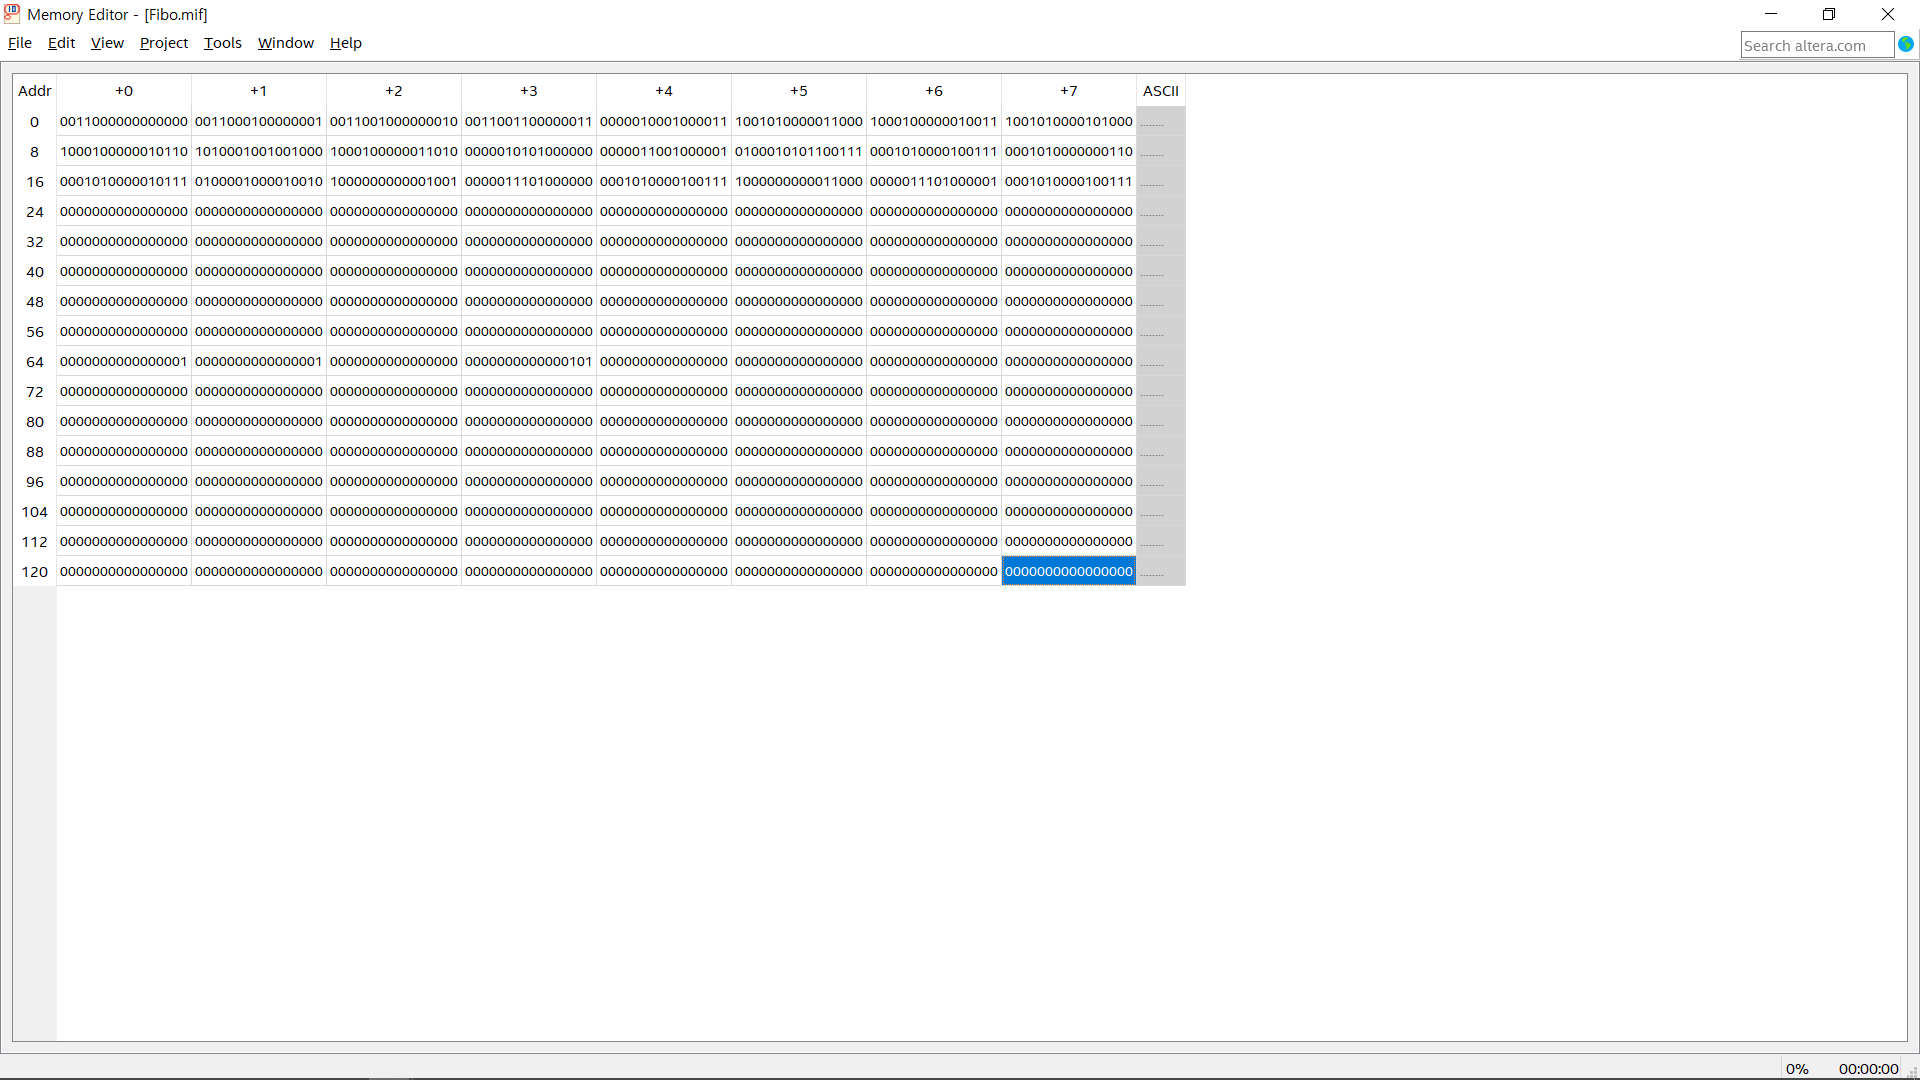 Memory Editor - [Fibo.mif]
File Edit View Project Tools Window Help
Search altera.com
Addr +0 +1 +2 +3 +4 +5 +6 +7 ASCII
0 0011000000000000 0011000100000001 0011001000000010 0011001100000011 0000010001000011 1001010000011000 1000100000010011 1001010000101000 ........
8 1000100000010110 1010001001001000 1000100000011010 0000010101000000 0000011001000001 0100010101100111 0001010000100111 0001010000000110 ........
16 0001010000010111 0100001000010010 1000000000001001 0000011101000000 0001010000100111 1000000000011000 0000011101000001 0001010000100111 ........
24 0000000000000000 0000000000000000 0000000000000000 0000000000000000 0000000000000000 0000000000000000 0000000000000000 0000000000000000 ........
32 0000000000000000 0000000000000000 0000000000000000 0000000000000000 0000000000000000 0000000000000000 0000000000000000 0000000000000000 ........
40 0000000000000000 0000000000000000 0000000000000000 0000000000000000 0000000000000000 0000000000000000 0000000000000000 0000000000000000 ........
48 0000000000000000 0000000000000000 0000000000000000 0000000000000000 0000000000000000 0000000000000000 0000000000000000 0000000000000000 ........
56 0000000000000000 0000000000000000 0000000000000000 0000000000000000 0000000000000000 0000000000000000 0000000000000000 0000000000000000 ........
64 0000000000000001 0000000000000001 0000000000000000 0000000000000101 0000000000000000 0000000000000000 0000000000000000 0000000000000000 ........
72 0000000000000000 0000000000000000 0000000000000000 0000000000000000 0000000000000000 0000000000000000 0000000000000000 0000000000000000 ........
80 0000000000000000 0000000000000000 0000000000000000 0000000000000000 0000000000000000 0000000000000000 0000000000000000 0000000000000000 ........
88 0000000000000000 0000000000000000 0000000000000000 0000000000000000 0000000000000000 0000000000000000 0000000000000000 0000000000000000 ........
96 0000000000000000 0000000000000000 0000000000000000 0000000000000000 0000000000000000 0000000000000000 0000000000000000 0000000000000000 ........
104 0000000000000000 0000000000000000 0000000000000000 0000000000000000 0000000000000000 0000000000000000 0000000000000000 0000000000000000 ........
112 0000000000000000 0000000000000000 0000000000000000 0000000000000000 0000000000000000 0000000000000000 0000000000000000 0000000000000000 ........
120 0000000000000000 0000000000000000 0000000000000000 0000000000000000 0000000000000000 0000000000000000 0000000000000000 0000000000000000 ........
0% 00:00:00